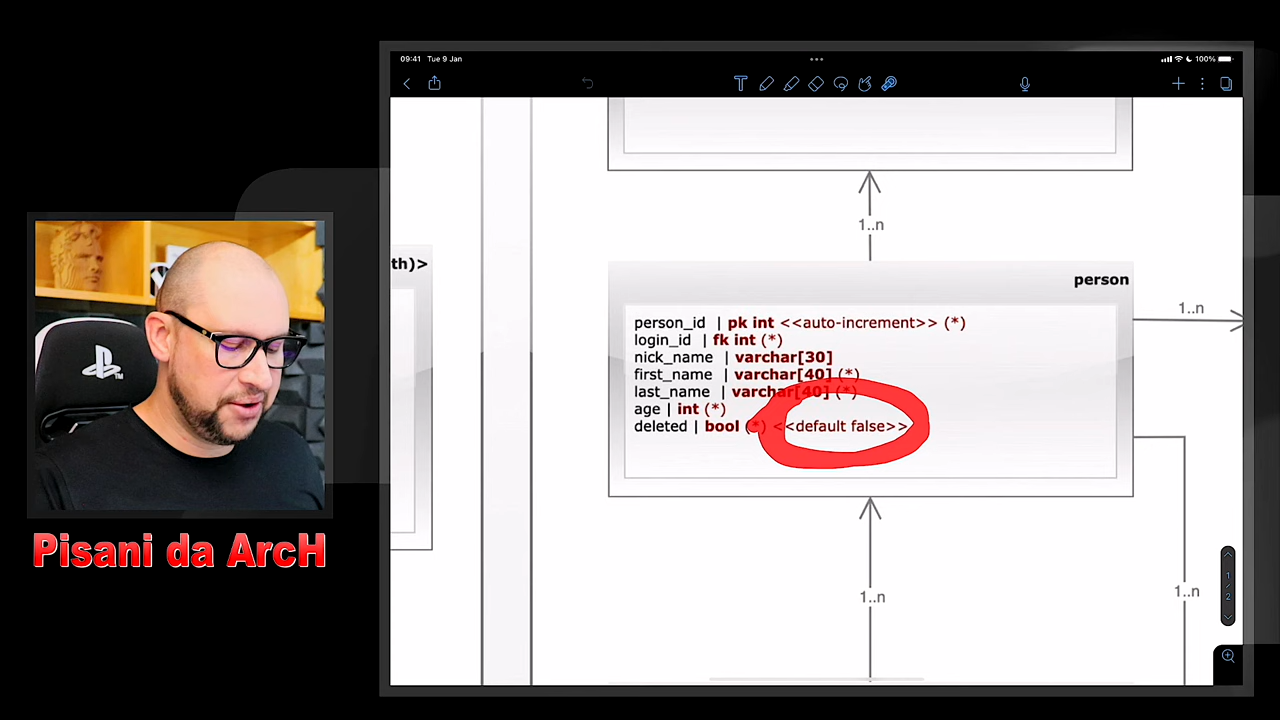 09:41 Tue 9 Jan
100%
1..n
th)>
person
1..n
person_id | pk int <<auto-increment>> (*)
login_id | fk int (*)
nick_name | varchar[30]
first_name | varchar[40] (*)
last_name | varchar[40] (*)
age | int (*)
deleted | bool (*) <<default false>>
Pisani da ArcH
1..n
1..n
1
/
2